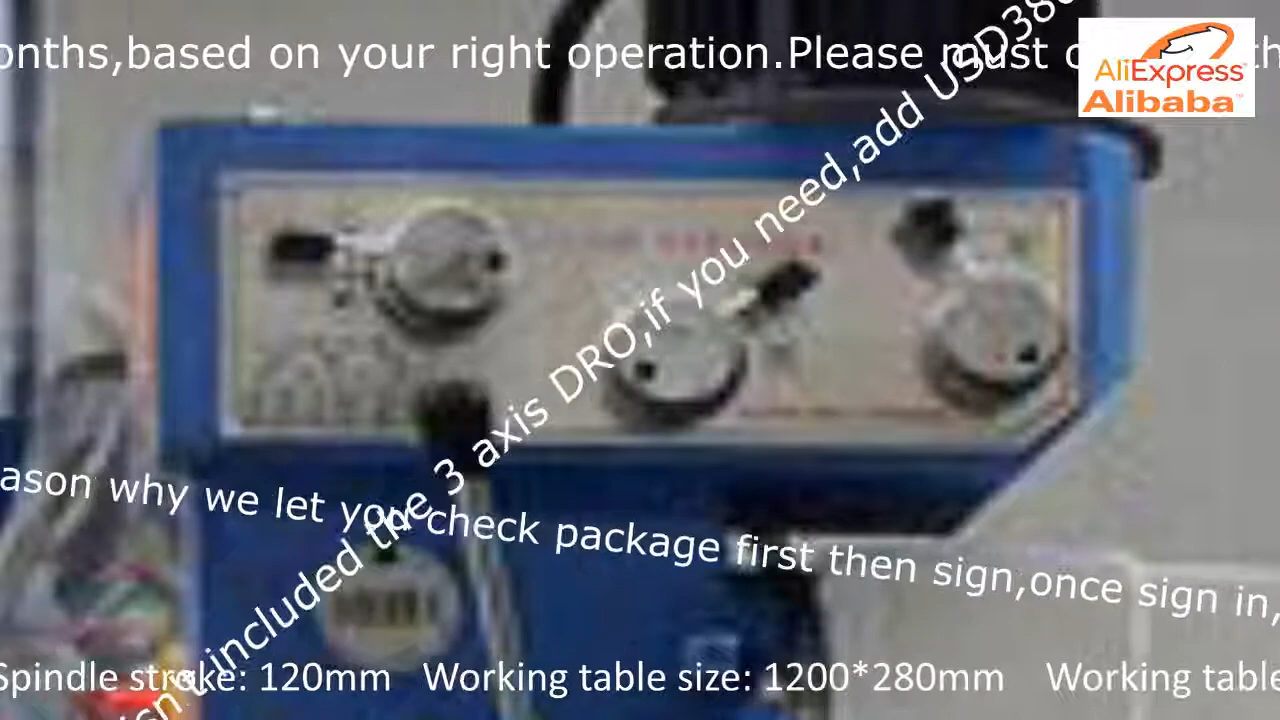 onths,based on your right operation.Please must
AliExpress
Alibaba
isn't included the 3 axis DRO,if you need,add USD380
ason why we let you check package first then sign,once sign in,
Spindle stroke: 120mm Working table size: 1200*280mm Working table